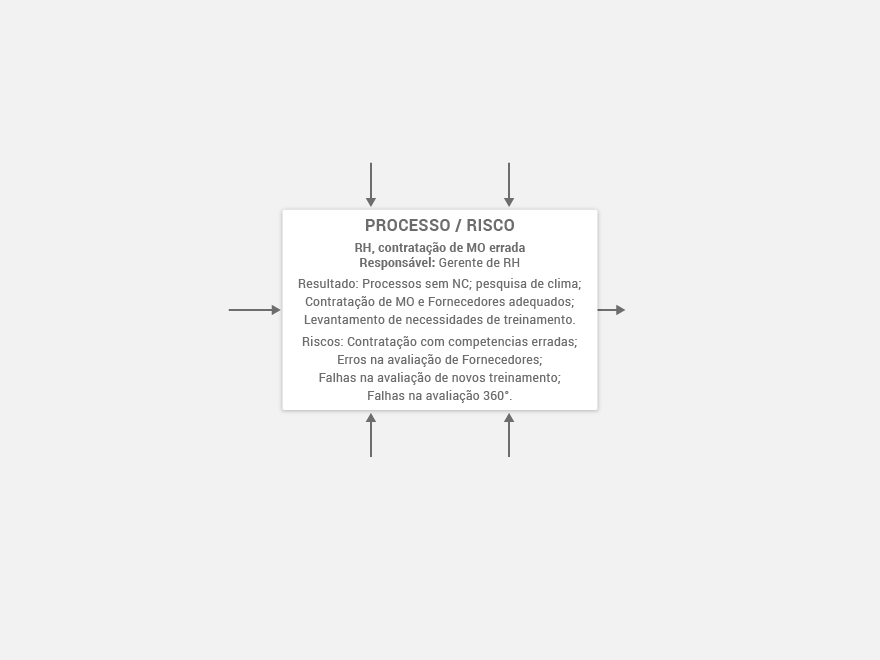 PROCESSO / RISCO
RH, contratação de MO errada
Responsável: Gerente de RH
Resultado: Processos sem NC; pesquisa de clima;
Contratação de MO e Fornecedores adequados;
Levantamento de necessidades de treinamento.
Riscos: Contratação com competencias erradas;
Erros na avaliação de Fornecedores;
Falhas na avaliação de novos treinamento;
Falhas na avaliação 360°.